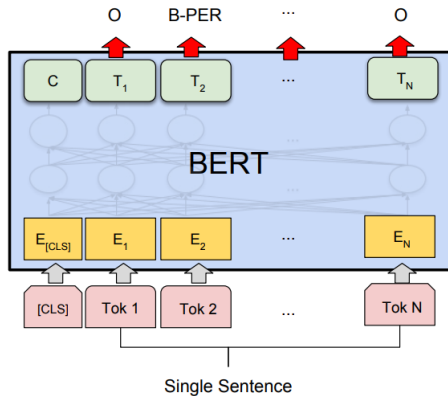 O B-PER ... O
C T1 T2 ... TN
...
BERT
...
E[CLS] E1 E2 ... EN
[CLS] Tok 1 Tok 2 ... Tok N
Single Sentence